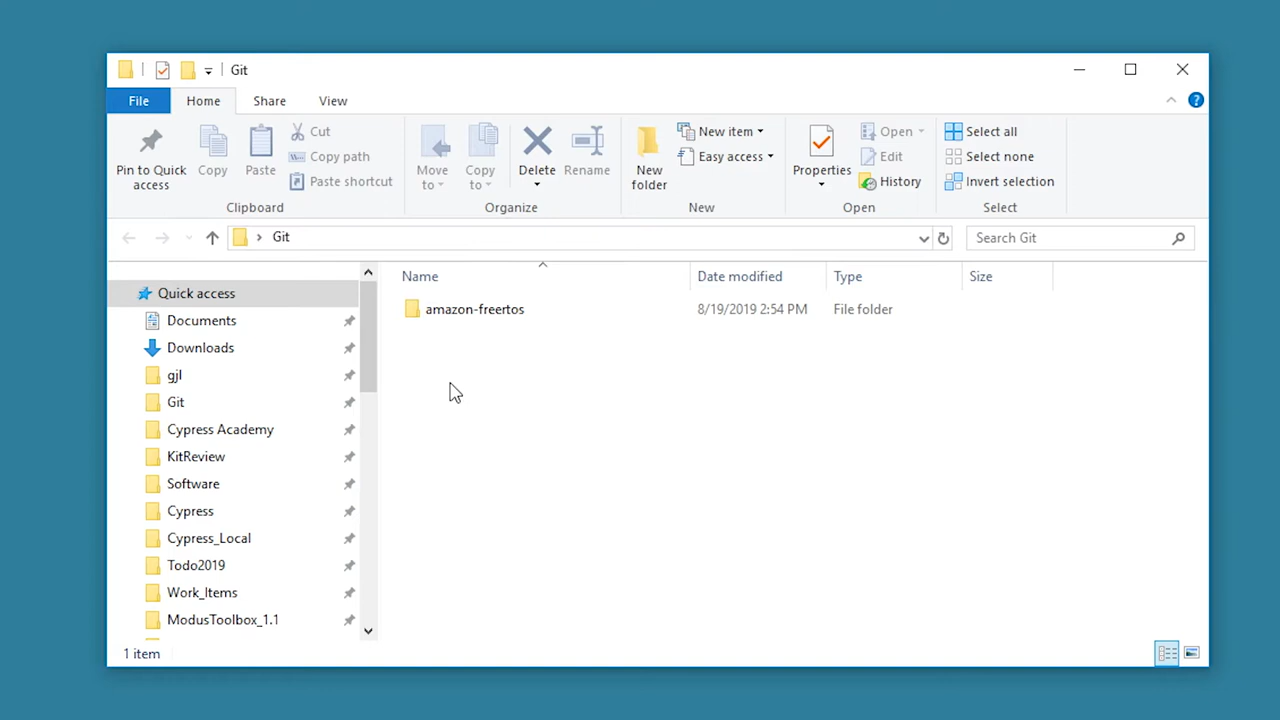 Git
File Home Share View
Pin to Quick access
Copy
Paste
Cut
Copy path
Paste shortcut
Clipboard
Move to
Copy to
Delete
Rename
Organize
New folder
New item
Easy access
New
Properties
Open
Edit
History
Open
Select all
Select none
Invert selection
Select
Git
Search Git
Name Date modified Type Size
amazon-freertos 8/19/2019 2:54 PM File folder
Quick access
Documents
Downloads
gjl
Git
Cypress Academy
KitReview
Software
Cypress
Cypress_Local
Todo2019
Work_Items
ModusToolbox_1.1
1 item